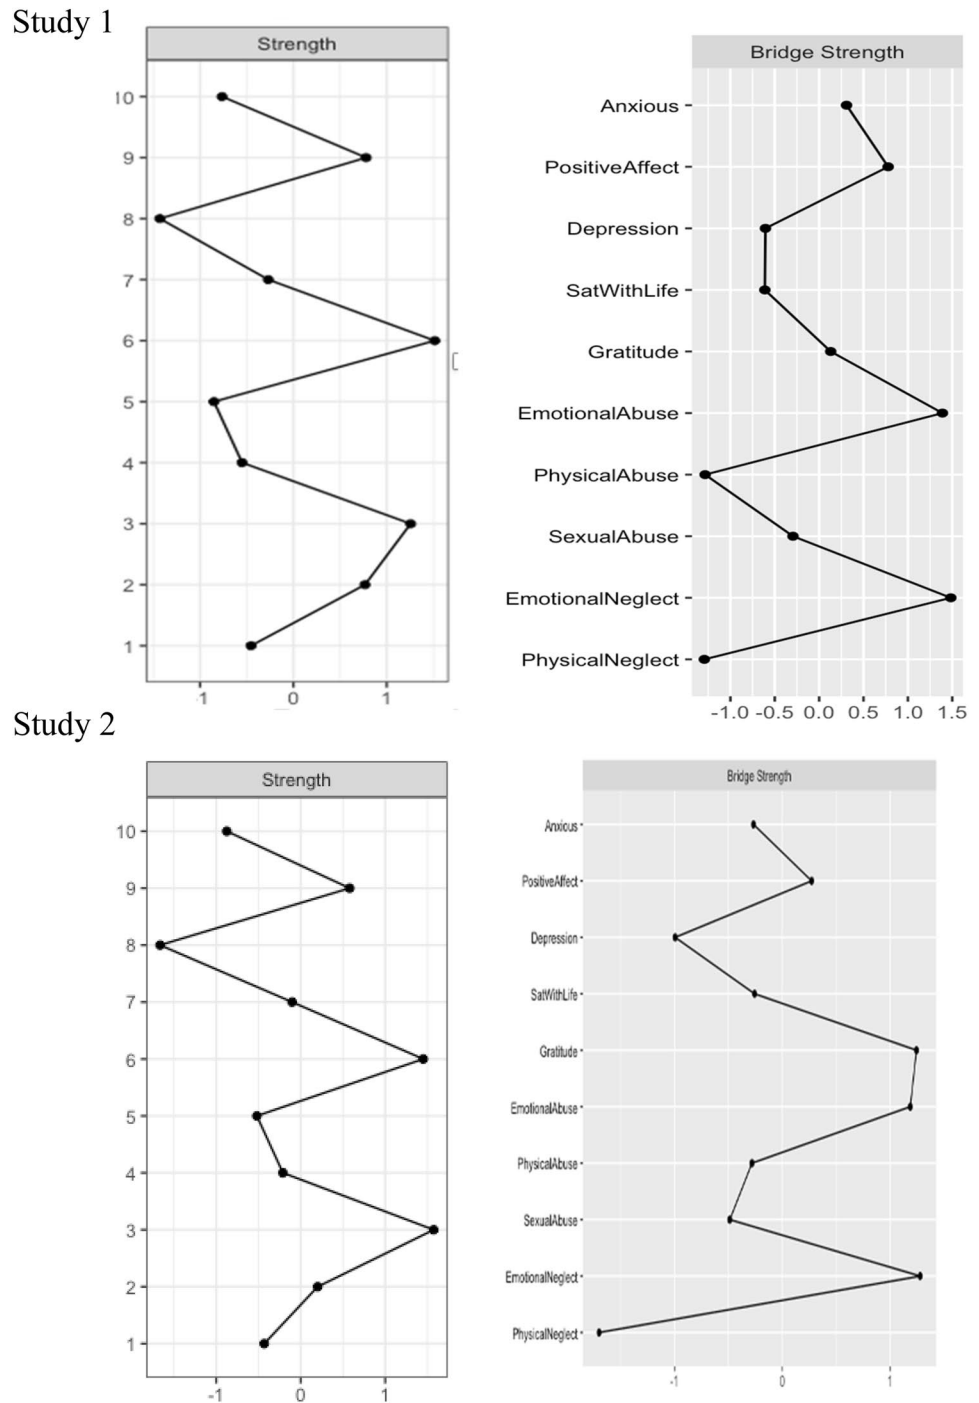 Study 1
Strength
10
9
8
7
6
5
4
3
2
1
-1 0 1
Bridge Strength
Anxious
PositiveAffect
Depression
SatWithLife
Gratitude
EmotionalAbuse
PhysicalAbuse
SexualAbuse
EmotionalNeglect
PhysicalNeglect
-1.0 -0.5 0.0 0.5 1.0 1.5
Study 2
Strength
10
9
8
7
6
5
4
3
2
1
-1 0 1
Bridge Strength
Anxious
PositiveAffect
Depression
SatWithLife
Gratitude
EmotionalAbuse
PhysicalAbuse
SexualAbuse
EmotionalNeglect
PhysicalNeglect
-1 0 1